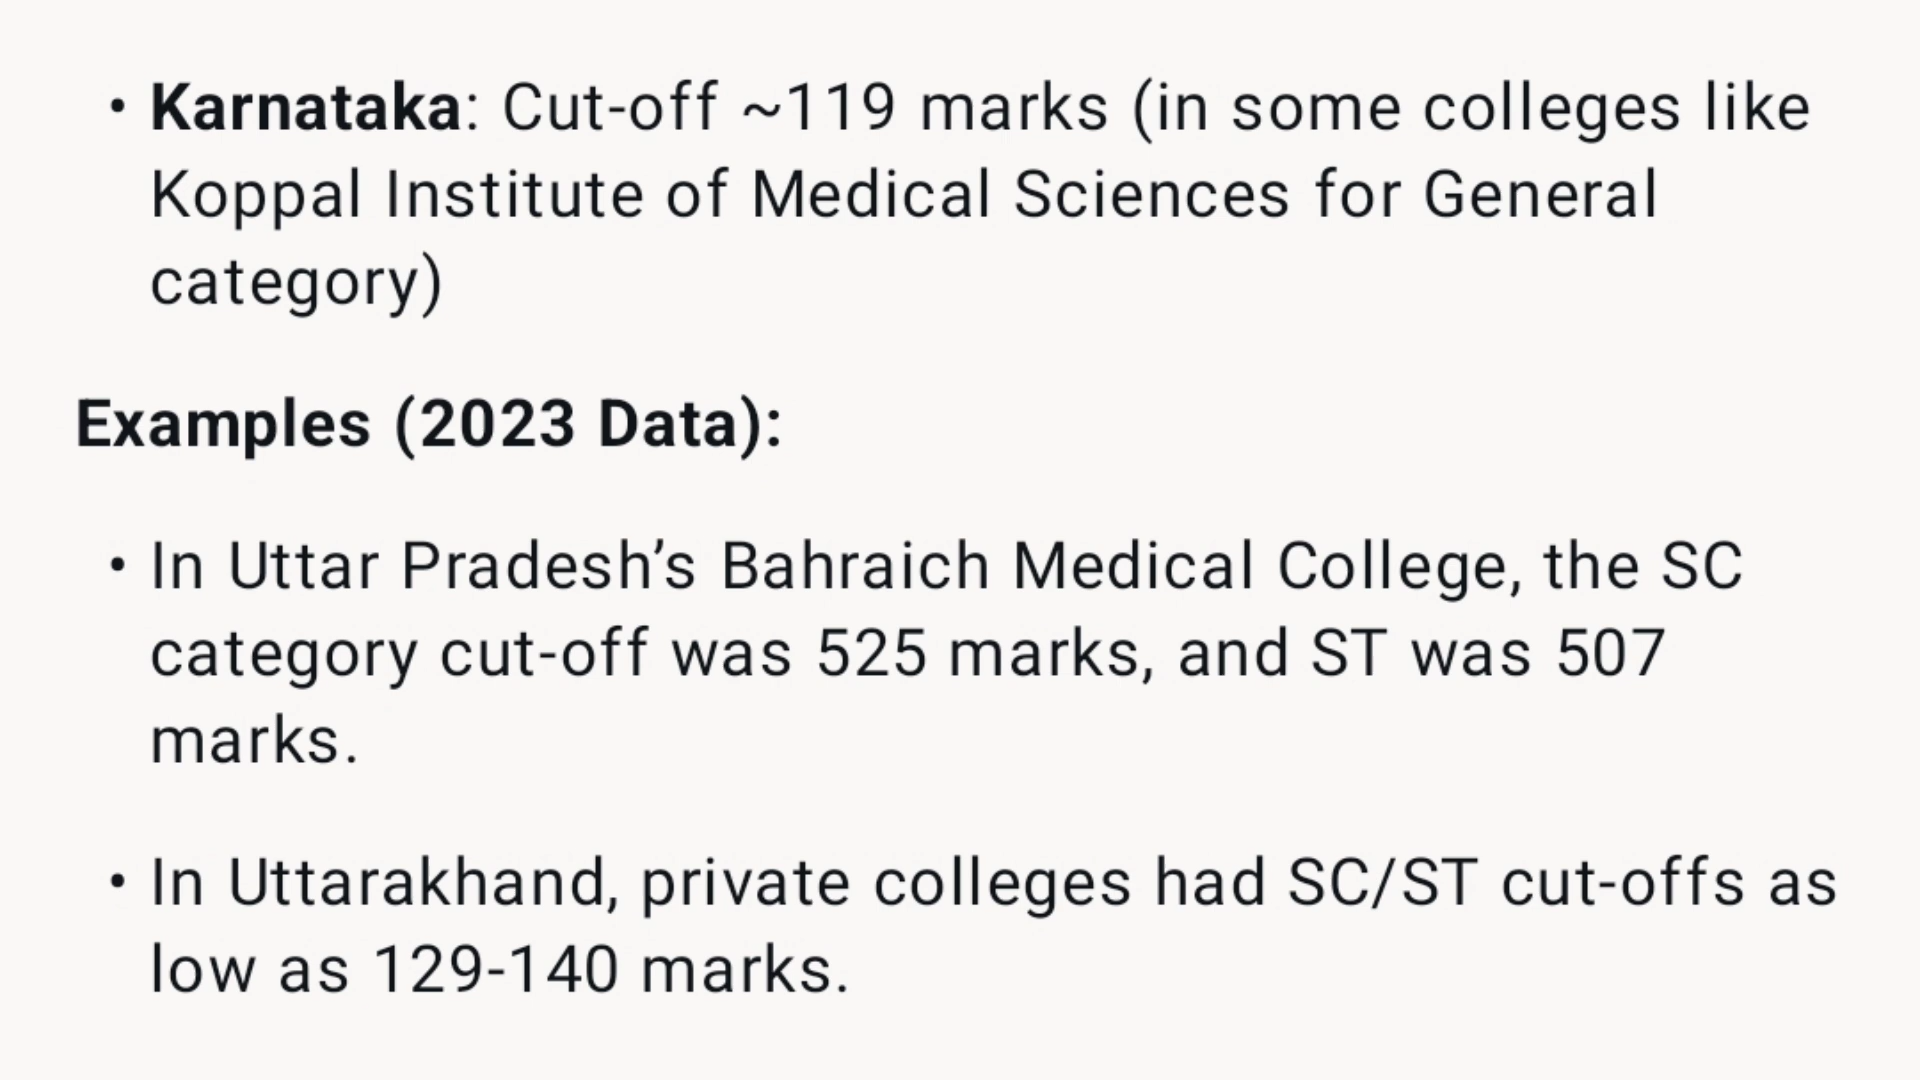 • Karnataka: Cut-off ~119 marks (in some colleges like
Koppal Institute of Medical Sciences for General
category)
Examples (2023 Data):
• In Uttar Pradesh’s Bahraich Medical College, the SC
category cut-off was 525 marks, and ST was 507
marks.
• In Uttarakhand, private colleges had SC/ST cut-offs as
low as 129-140 marks.